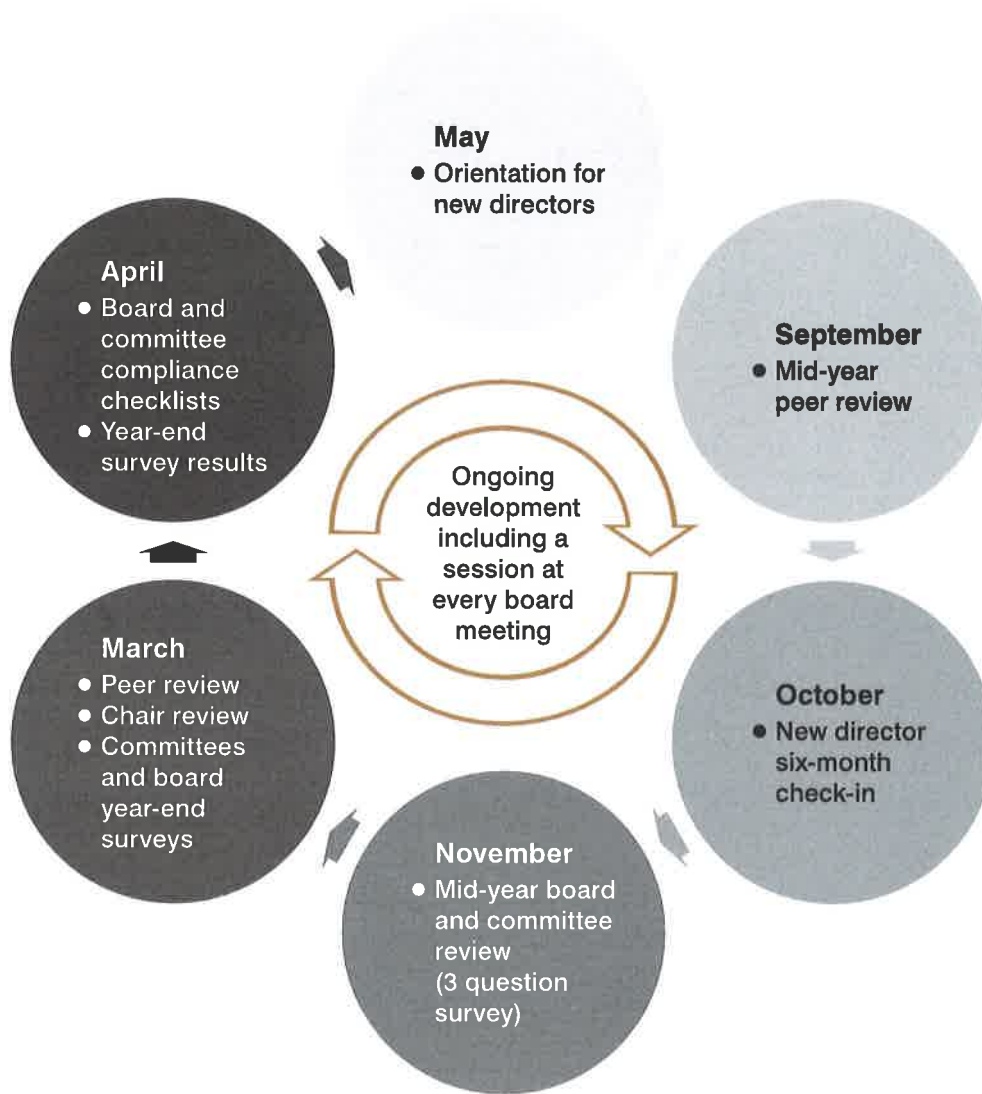 May
● Orientation for
new directors
September
● Mid-year
peer review
October
● New director
six-month
check-in
November
● Mid-year board
and committee
review
(3 question
survey)
March
● Peer review
● Chair review
● Committees
and board
year-end
surveys
April
● Board and
committee
compliance
checklists
● Year-end
survey results
Ongoing
development
including a
session at
every board
meeting